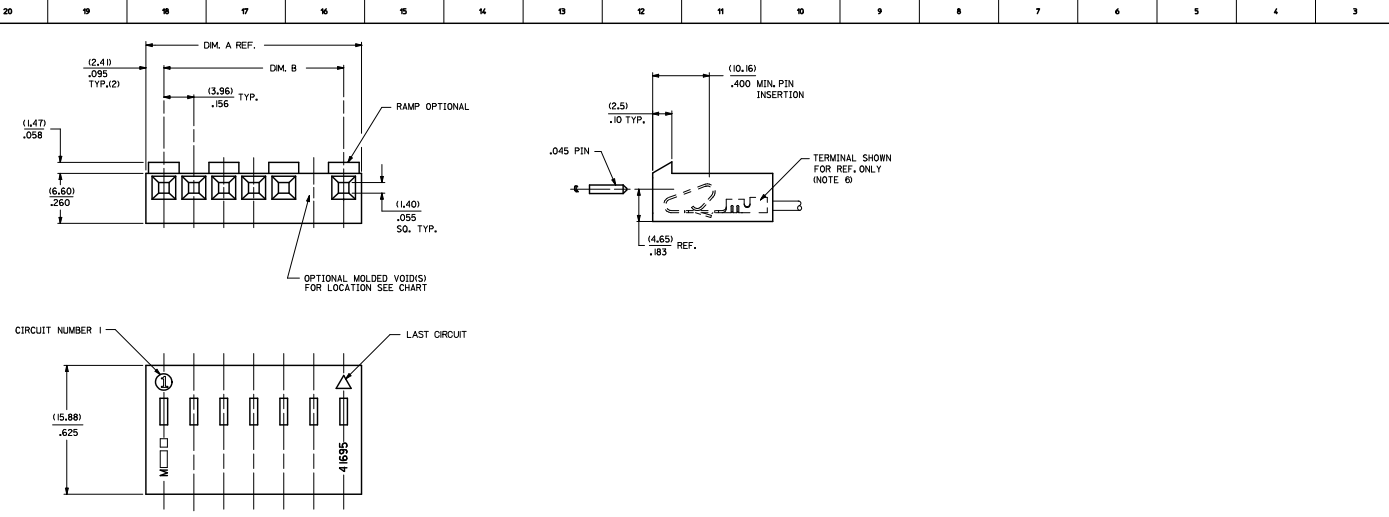 20 19 18 17 16 15 14 13 12 11 10 9 8 7 6 5 4 3
DIM. A REF.
(2.41)
.095
TYP.(2)
DIM. B
(3.96)
.156
TYP.
RAMP OPTIONAL
(1.47)
.058
(6.60)
.260
(1.40)
.055
SQ. TYP.
OPTIONAL MOLDED VOID(S)
FOR LOCATION SEE CHART
(10.16)
.400 MIN. PIN
INSERTION
(2.5)
.10 TYP.
.045 PIN
TERMINAL SHOWN
FOR REF. ONLY
(NOTE 6)
(4.65)
.183
REF.
CIRCUIT NUMBER 1
LAST CIRCUIT
1
(15.88)
.625
M
41695